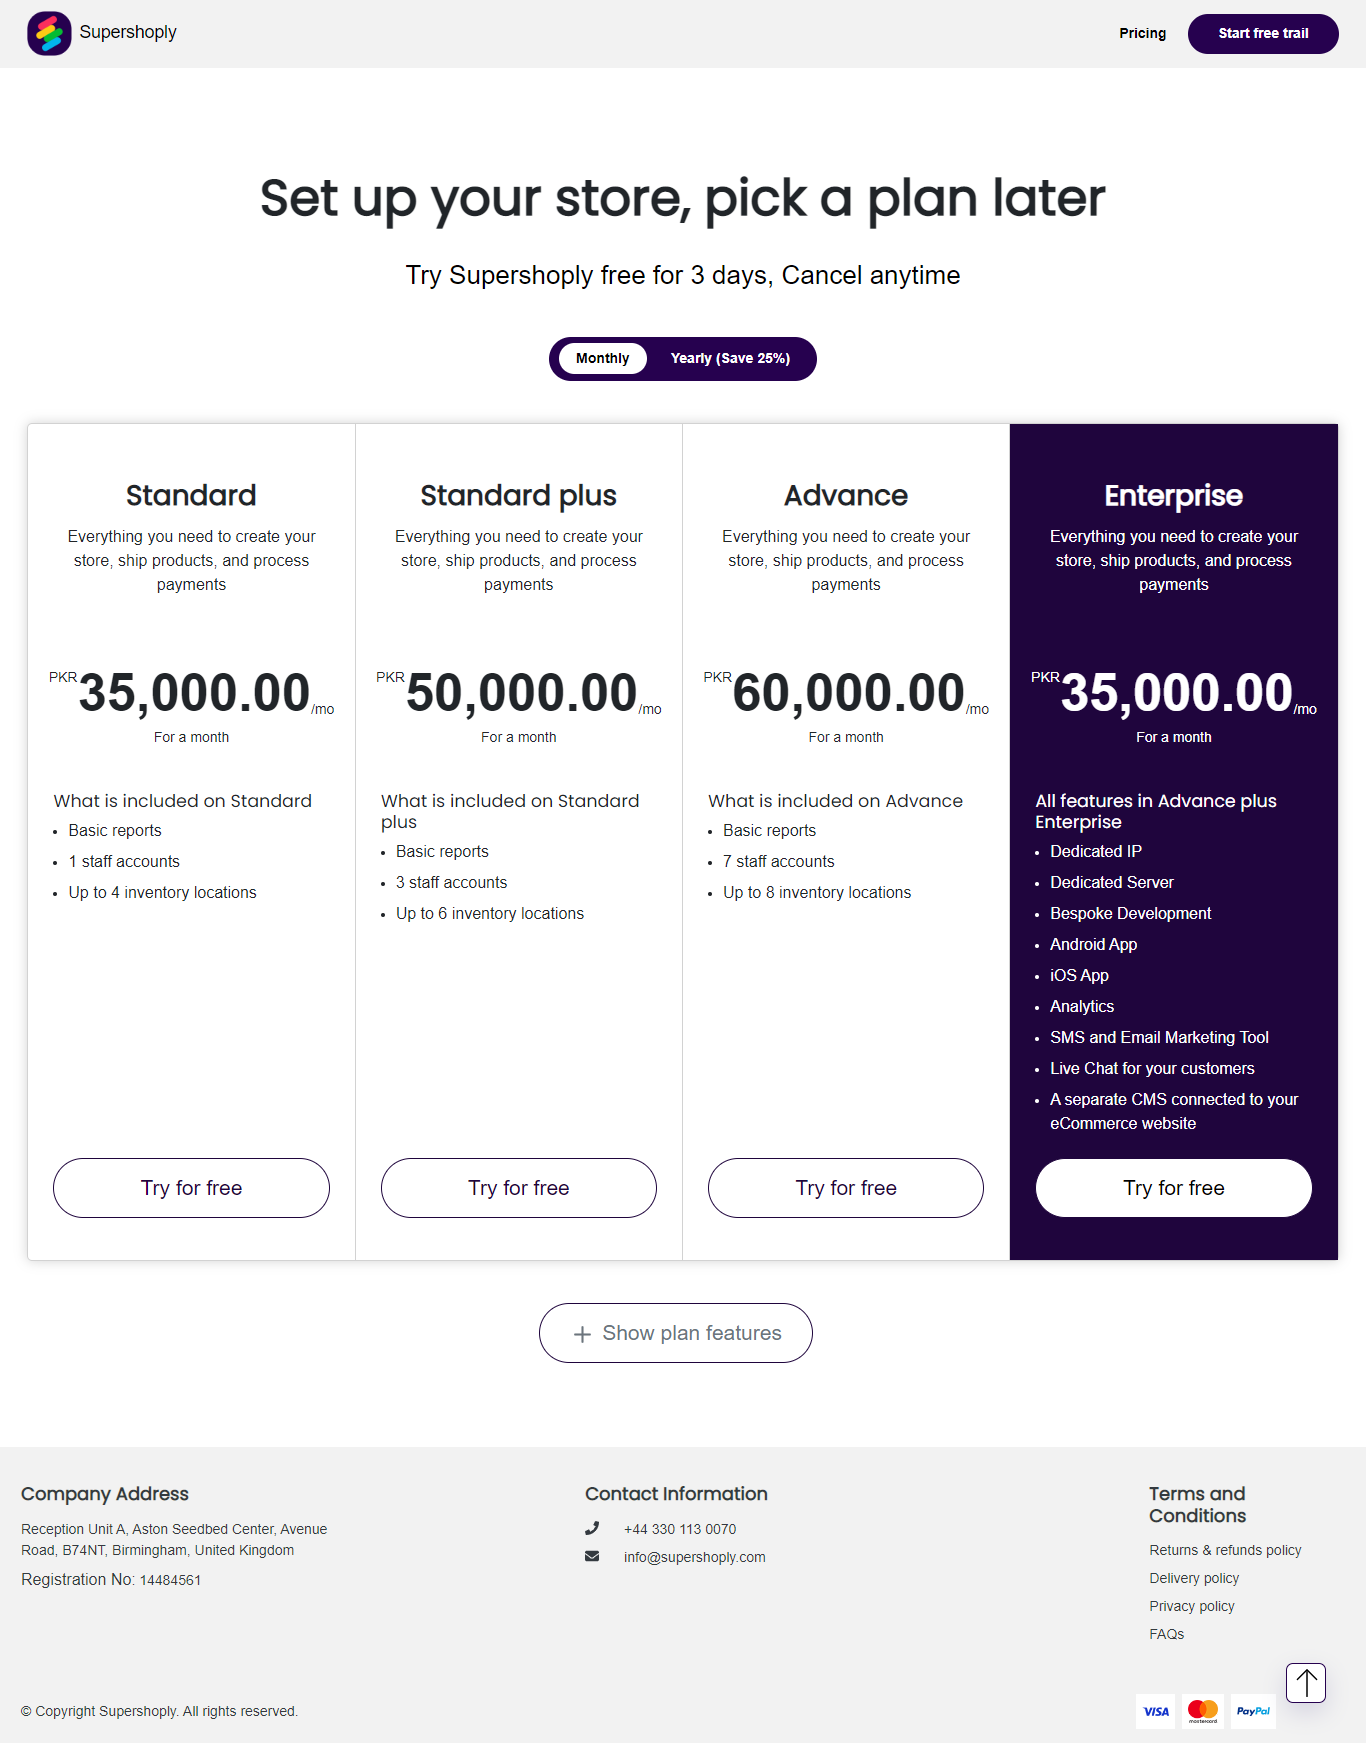 Supershoply
Pricing
Start free trail
Set up your store, pick a plan later
Try Supershoply free for 3 days, Cancel anytime
Monthly
Yearly (Save 25%)
Standard
Everything you need to create your
store, ship products, and process
payments
PKR35,000.00/mo
For a month
What is included on Standard
Basic reports
1 staff accounts
Up to 4 inventory locations
Try for free
Standard plus
Everything you need to create your
store, ship products, and process
payments
PKR50,000.00/mo
For a month
What is included on Standard
plus
Basic reports
3 staff accounts
Up to 6 inventory locations
Try for free
Advance
Everything you need to create your
store, ship products, and process
payments
PKR60,000.00/mo
For a month
What is included on Advance
Basic reports
7 staff accounts
Up to 8 inventory locations
Try for free
Enterprise
Everything you need to create your
store, ship products, and process
payments
PKR35,000.00/mo
For a month
All features in Advance plus
Enterprise
Dedicated IP
Dedicated Server
Bespoke Development
Android App
iOS App
Analytics
SMS and Email Marketing Tool
Live Chat for your customers
A separate CMS connected to your
eCommerce website
Try for free
Show plan features
Company Address
Reception Unit A, Aston Seedbed Center, Avenue
Road, B74NT, Birmingham, United Kingdom
Registration No: 14484561
Contact Information
+44 330 113 0070
info@supershoply.com
Terms and
Conditions
Returns & refunds policy
Delivery policy
Privacy policy
FAQs
© Copyright Supershoply. All rights reserved.
VISA
mastercard
PayPal